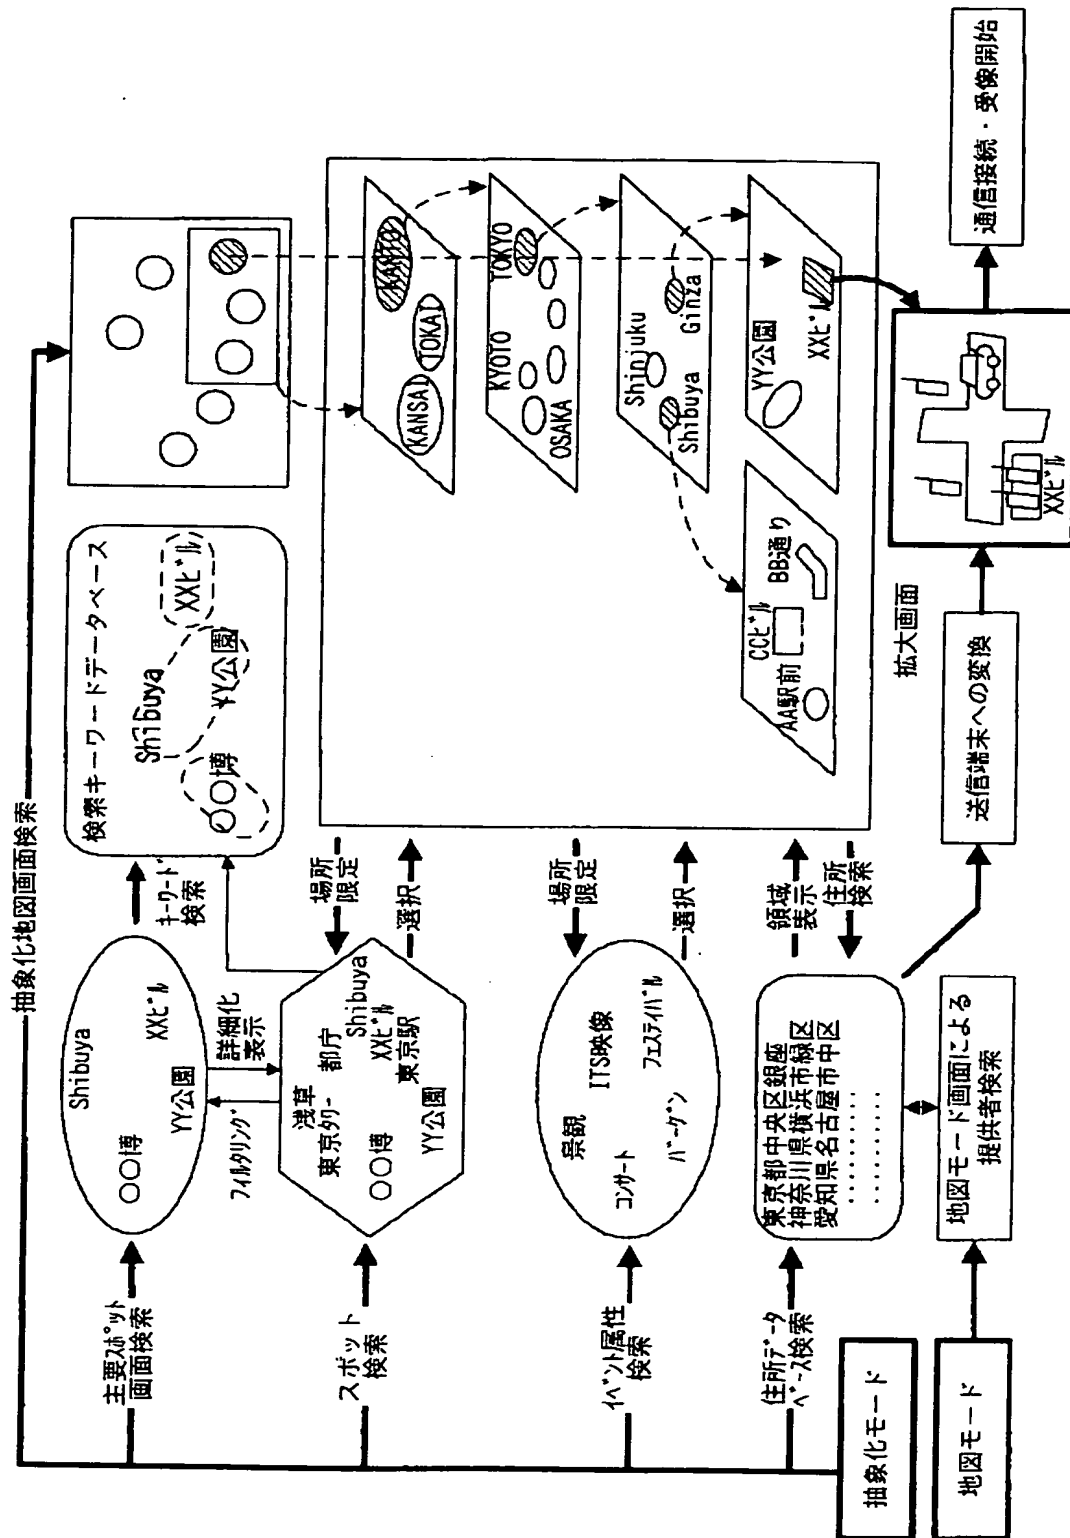 抽象化地図画面検索
主要スポット
画面検索
Shibuya
XXビル
YY公園
○○博
キーワード
検索
検索キーワードデータベース
Shibuya
XXビル
YY公園
○○博
フィルタリング
詳細化
表示
スポット
検索
浅草
東京タワー
都庁
Shibuya
XXビル
東京駅
○○博
YY公園
場所
限定
選択
KANTO
TOKAI
KANSAI
TOKYO
KYOTO
OSAKA
Shinjuku
Shibuya
Ginza
YY公園
XXビル
AA駅前
CCビル
BB通り
イベント属性
検索
景観
ITS映像
コンサート
フェスティバル
バーゲン
場所
限定
選択
住所データ
ベース検索
東京都中央区銀座
神奈川県横浜市緑区
愛知県名古屋市中区
.........
.........
領域
表示
住所
検索
抽象化モード
地図モード
地図モード画面による
提供者検索
送信端末への変換
拡大画面
XXビル
通信接続・受像開始